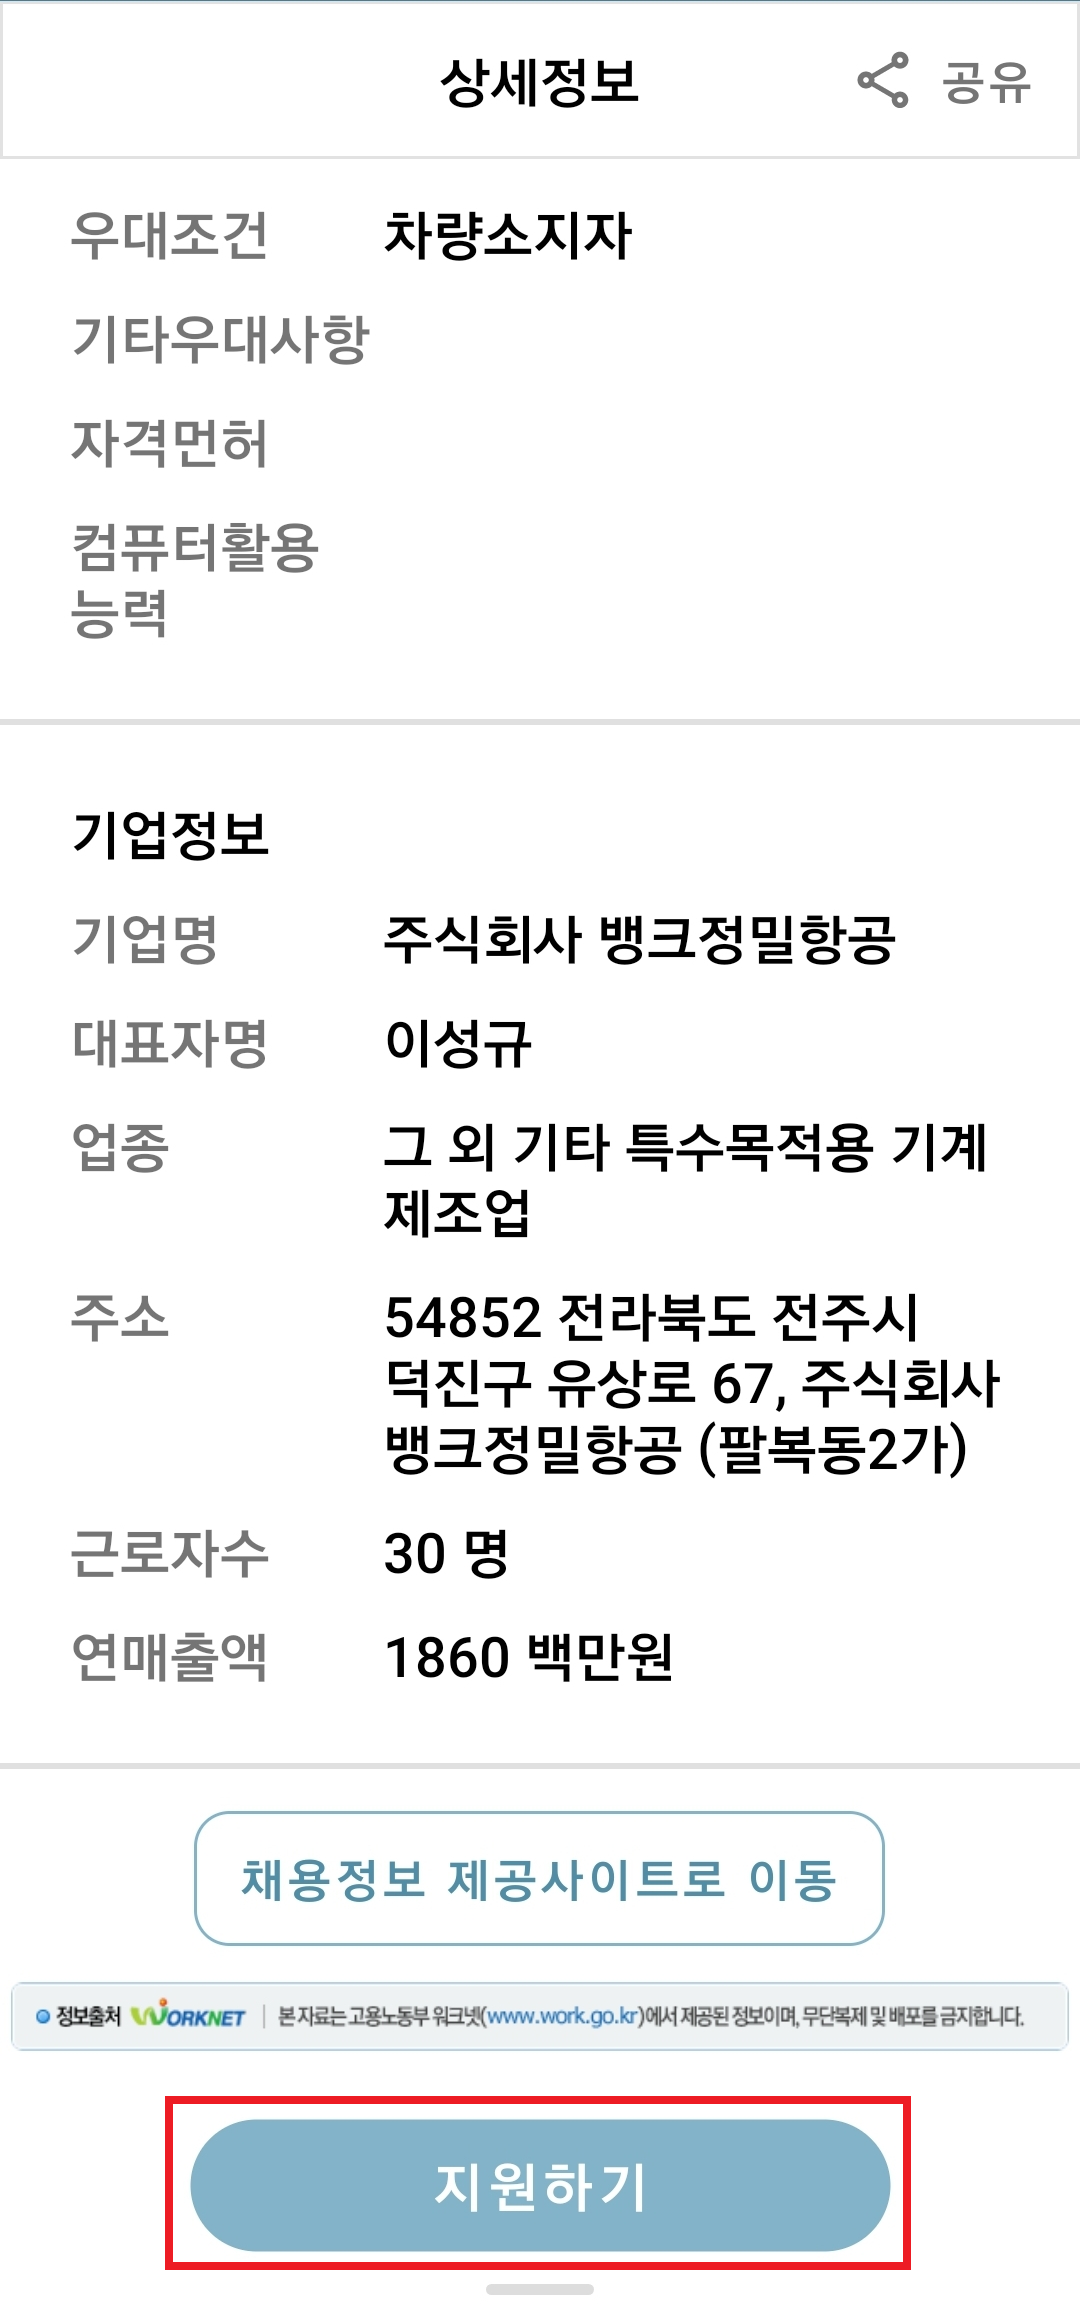 상세정보
공유
우대조건 차량소지자
기타우대사항
자격먼허
컴퓨터활용
능력
기업정보
기업명 주식회사 뱅크정밀항공
대표자명 이성규
업종 그 외 기타 특수목적용 기계
제조업
주소 54852 전라북도 전주시
덕진구 유상로 67, 주식회사
뱅크정밀항공 (팔복동2가)
근로자수 30 명
연매출액 1860 백만원
채용정보 제공사이트로 이동
정보출처 WORKNET 본 자료는 고용노동부 워크넷(www.work.go.kr)에서 제공된 정보이며, 무단복제 및 배포를 금지합니다.
지원하기